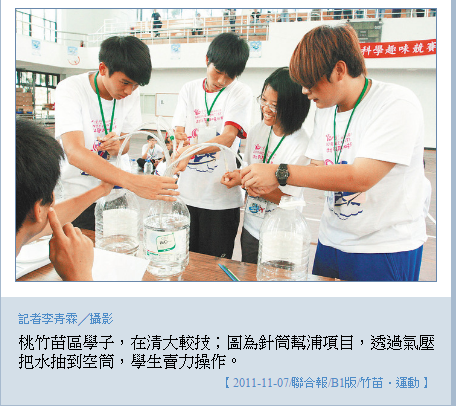 科學趣味競賽
記者李青霖╱攝影
桃竹苗區學子，在清大較技；圖為針筒幫浦項目，透過氣壓
把水抽到空筒，學生賣力操作。
【 2011-11-07/聯合報/B1版/竹苗．運動 】